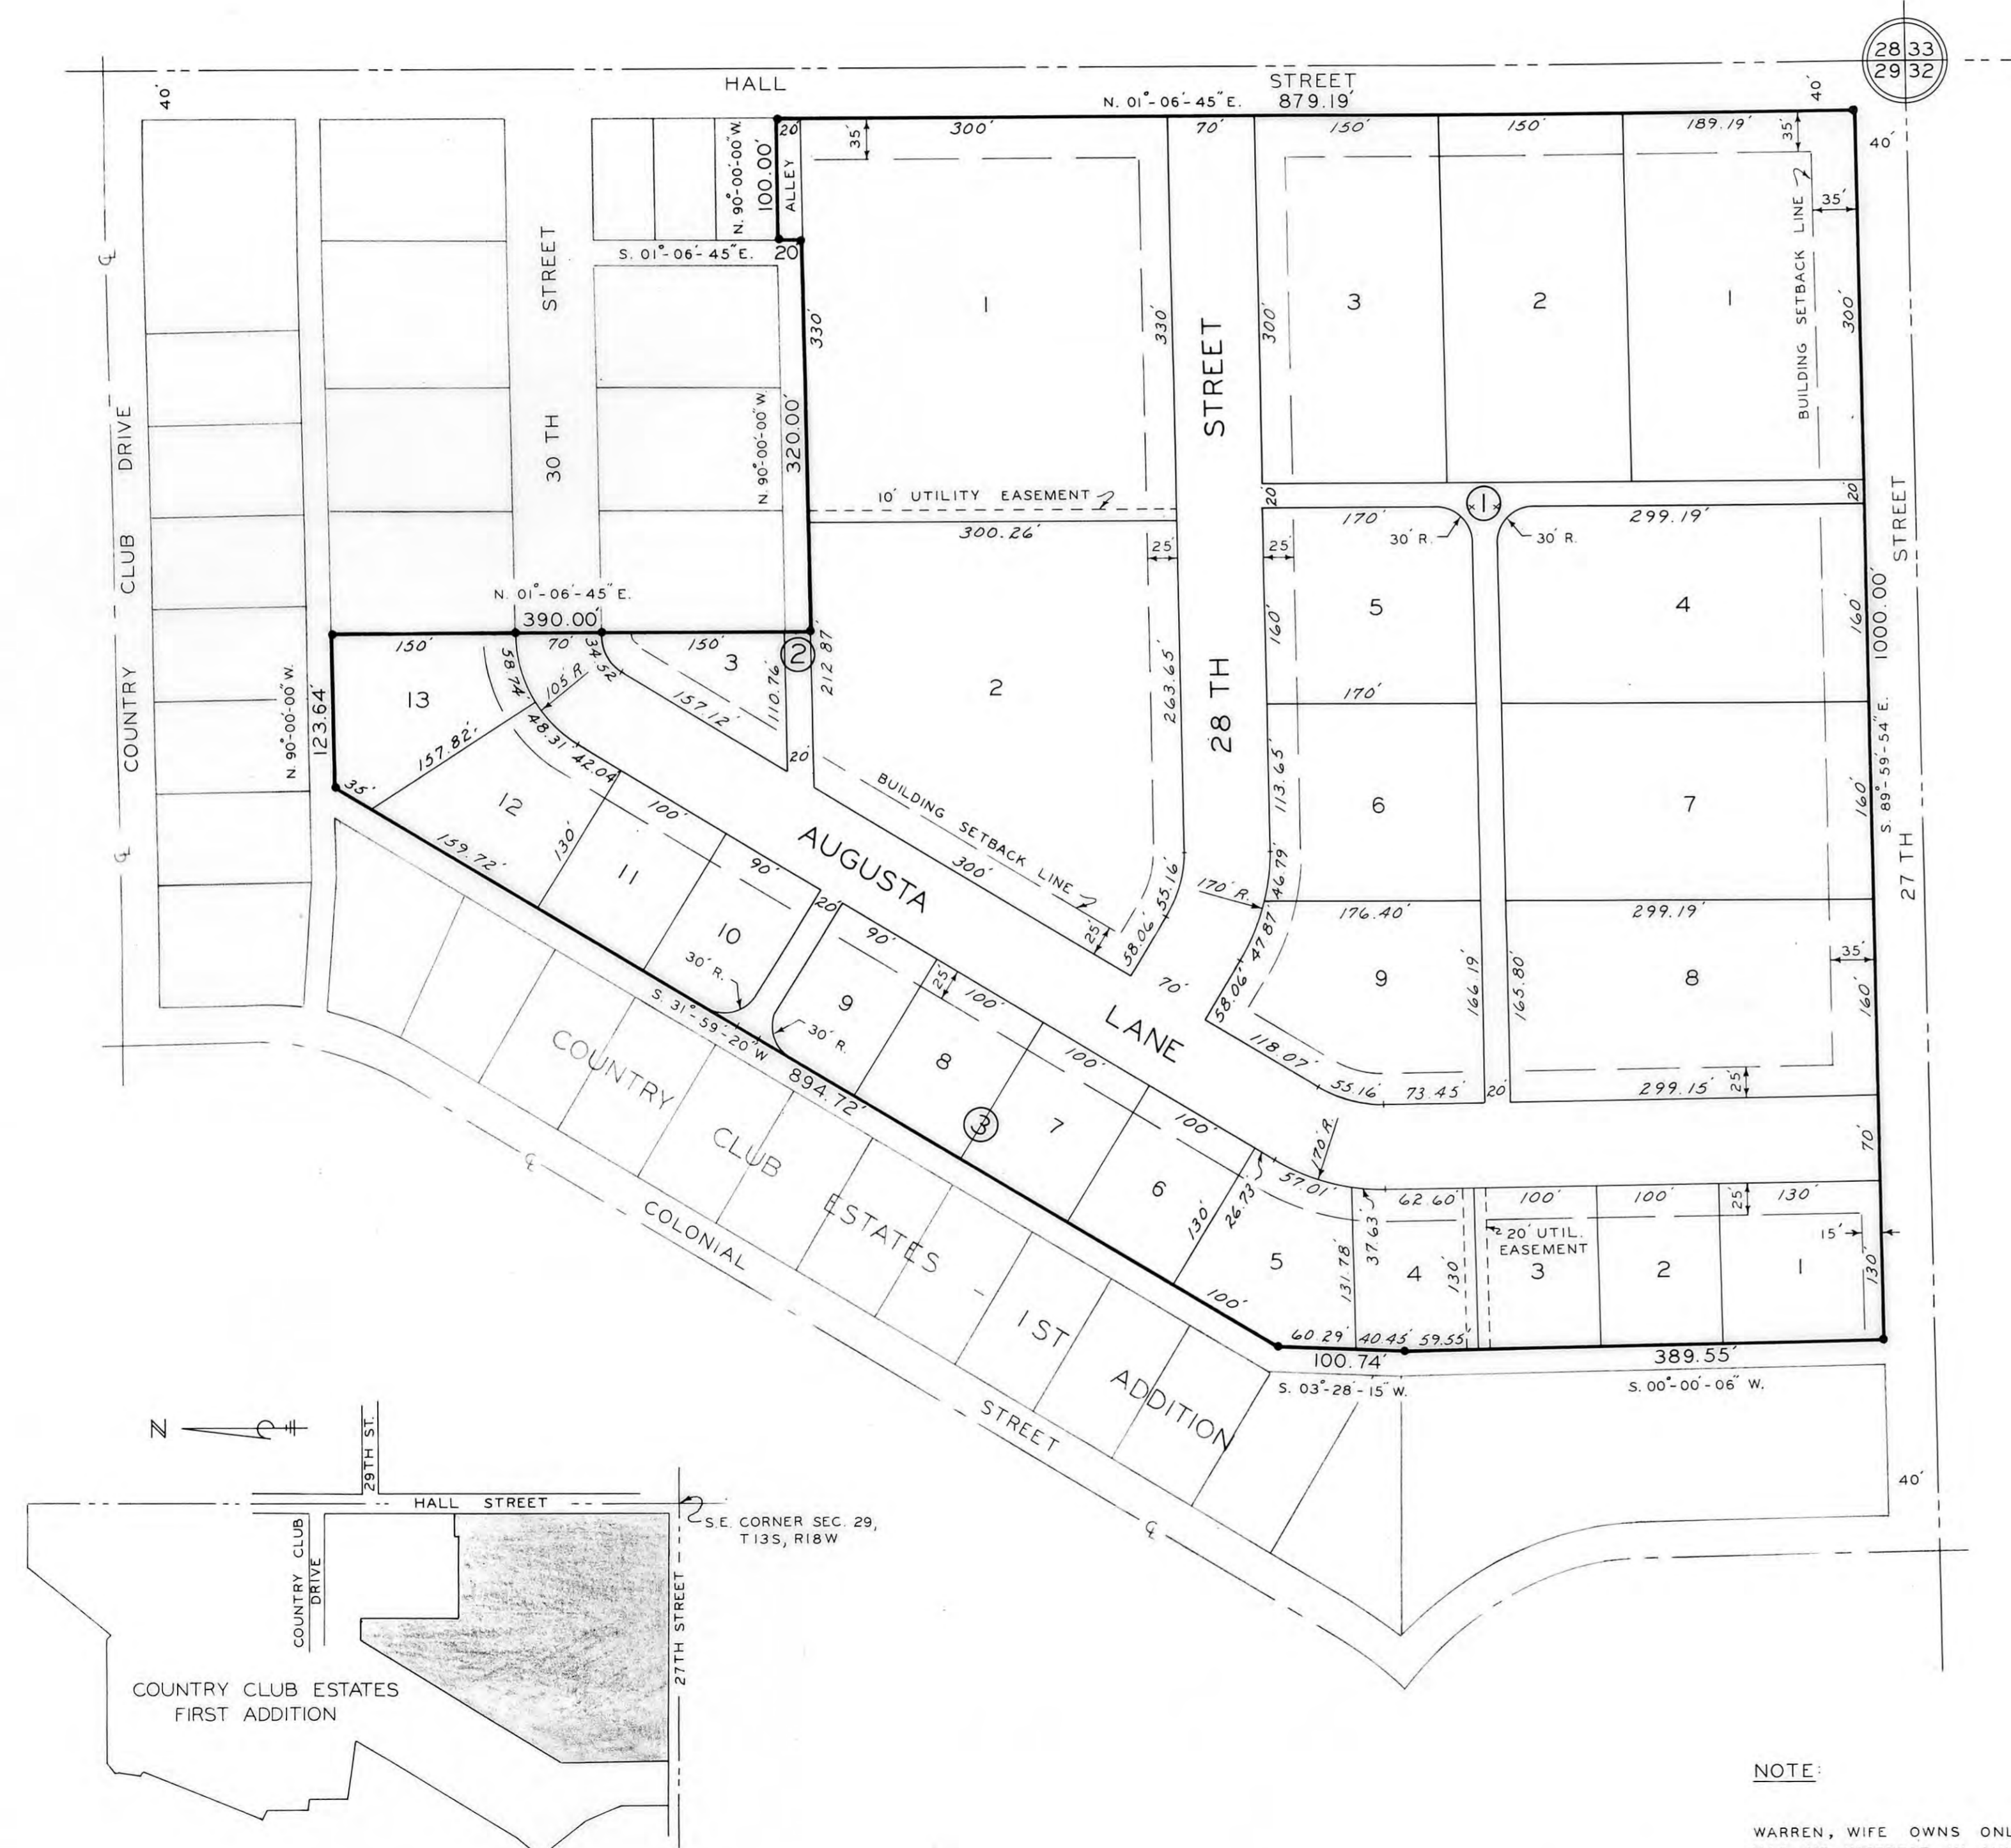 28 33
29 32
HALL STREET
N. 01°-06'-45" E. 879.19'
40'
40'
40'
20'
300'
70'
150'
150'
189.19'
35'
35'
35'
N. 90°-00'-00" W.
100.00'
ALLEY
S. 01°-06'-45" E. 20'
30 TH STREET
330'
330'
300'
300'
1
3
2
1
BUILDING SETBACK LINE
28 TH STREET
COUNTRY CLUB DRIVE
N. 90°-00'-00" W.
320.00'
10' UTILITY EASEMENT
300.26'
25'
25'
20'
20'
1
170'
30' R.
30' R.
299.19'
27 TH STREET
S. 89°-59'-54" E. 1000.00'
N. 01°-06'-45" E.
390.00'
150'
70'
150'
3
2
34.52'
58.74'
105' R.
110.76'
157.12'
212.87'
263.65'
2
5
4
160'
160'
170'
N. 90°-00'-00" W.
123.64'
13
157.82'
35'
48.31'
42.04'
12
159.72'
130'
100'
11
90'
10
20'
20'
30' R.
AUGUSTA LANE
BUILDING SETBACK LINE
300'
25'
58.06'
55.16'
6
7
113.65'
160'
170' R.
46.79'
176.40'
299.19'
47.87'
58.06'
9
8
166.19'
165.80'
35'
160'
70'
118.07'
55.16'
73.45'
20'
299.15'
25'
70'
90'
25'
100'
9
30' R.
8
100'
7
100'
6
3
S. 31°-59'-20" W
894.72'
130'
26.73'
57.01'
170' R.
37.63'
62.60'
100'
100'
25'
130'
15'
130'
20' UTIL.
EASEMENT
5
131.78'
4
130'
3
2
1
100'
60.29'
40.45'
59.55'
100.74'
389.55'
S. 03°-28'-15" W.
S. 00°-00'-06" W.
COUNTRY CLUB ESTATES - 1ST ADDITION
COLONIAL STREET
40'
N
29TH ST.
HALL STREET
S.E. CORNER SEC. 29,
T13S, R18W
COUNTRY CLUB
DRIVE
27TH STREET
COUNTRY CLUB ESTATES
FIRST ADDITION
NOTE:
WARREN, WIFE OWNS